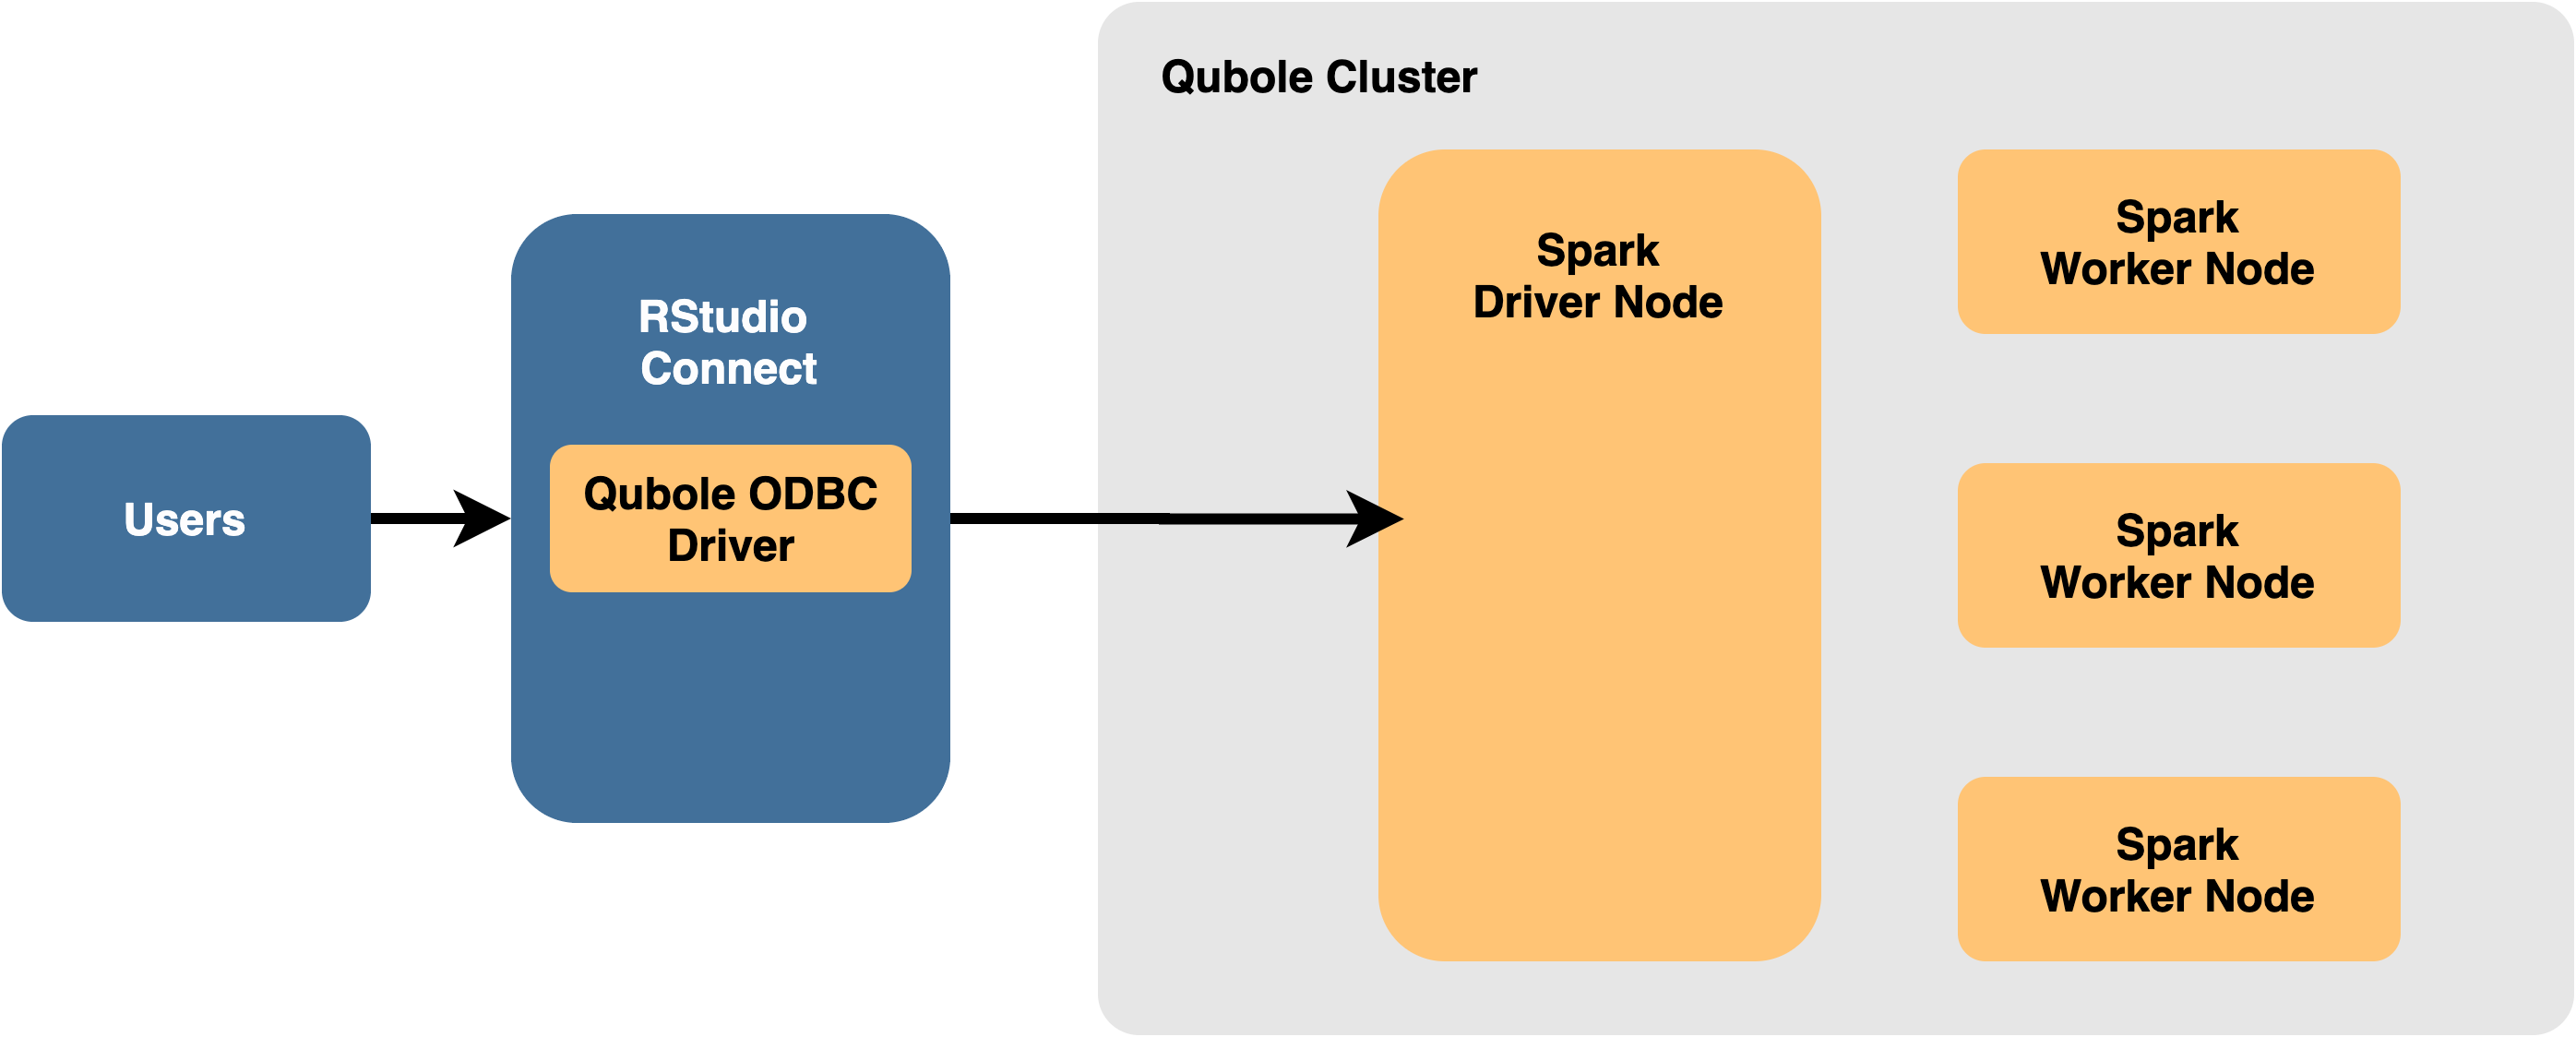 Qubole Cluster
Users
RStudio
Connect
Qubole ODBC
Driver
Spark
Driver Node
Spark
Worker Node
Spark
Worker Node
Spark
Worker Node